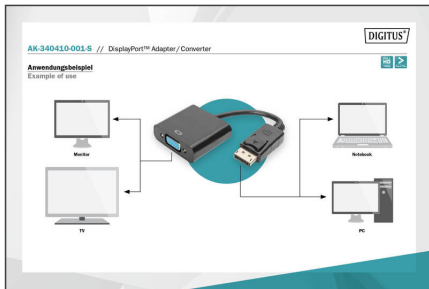 DIGITUS®
AK-340410-001-S // DisplayPort™ Adapter/Converter
Anwendungsbeispiel
Example of use
Monitor
Notebook
TV
PC